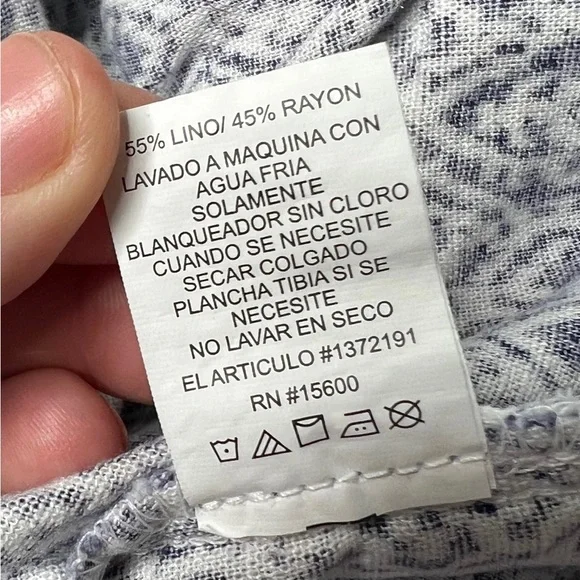 55% LINO/ 45% RAYON
LAVADO A MAQUINA CON
AGUA FRIA
SOLAMENTE
BLANQUEADOR SIN CLORO
CUANDO SE NECESITE
SECAR COLGADO
PLANCHA TIBIA SI SE
NECESITE
NO LAVAR EN SECO
EL ARTICULO #1372191
RN #15600